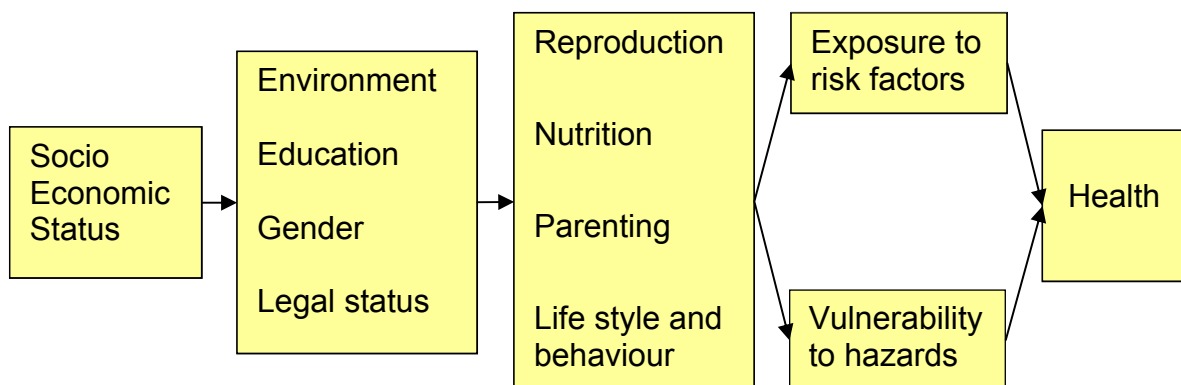 Socio
Economic
Status
Environment
Education
Gender
Legal status
Reproduction
Nutrition
Parenting
Life style and
behaviour
Exposure to
risk factors
Vulnerability
to hazards
Health